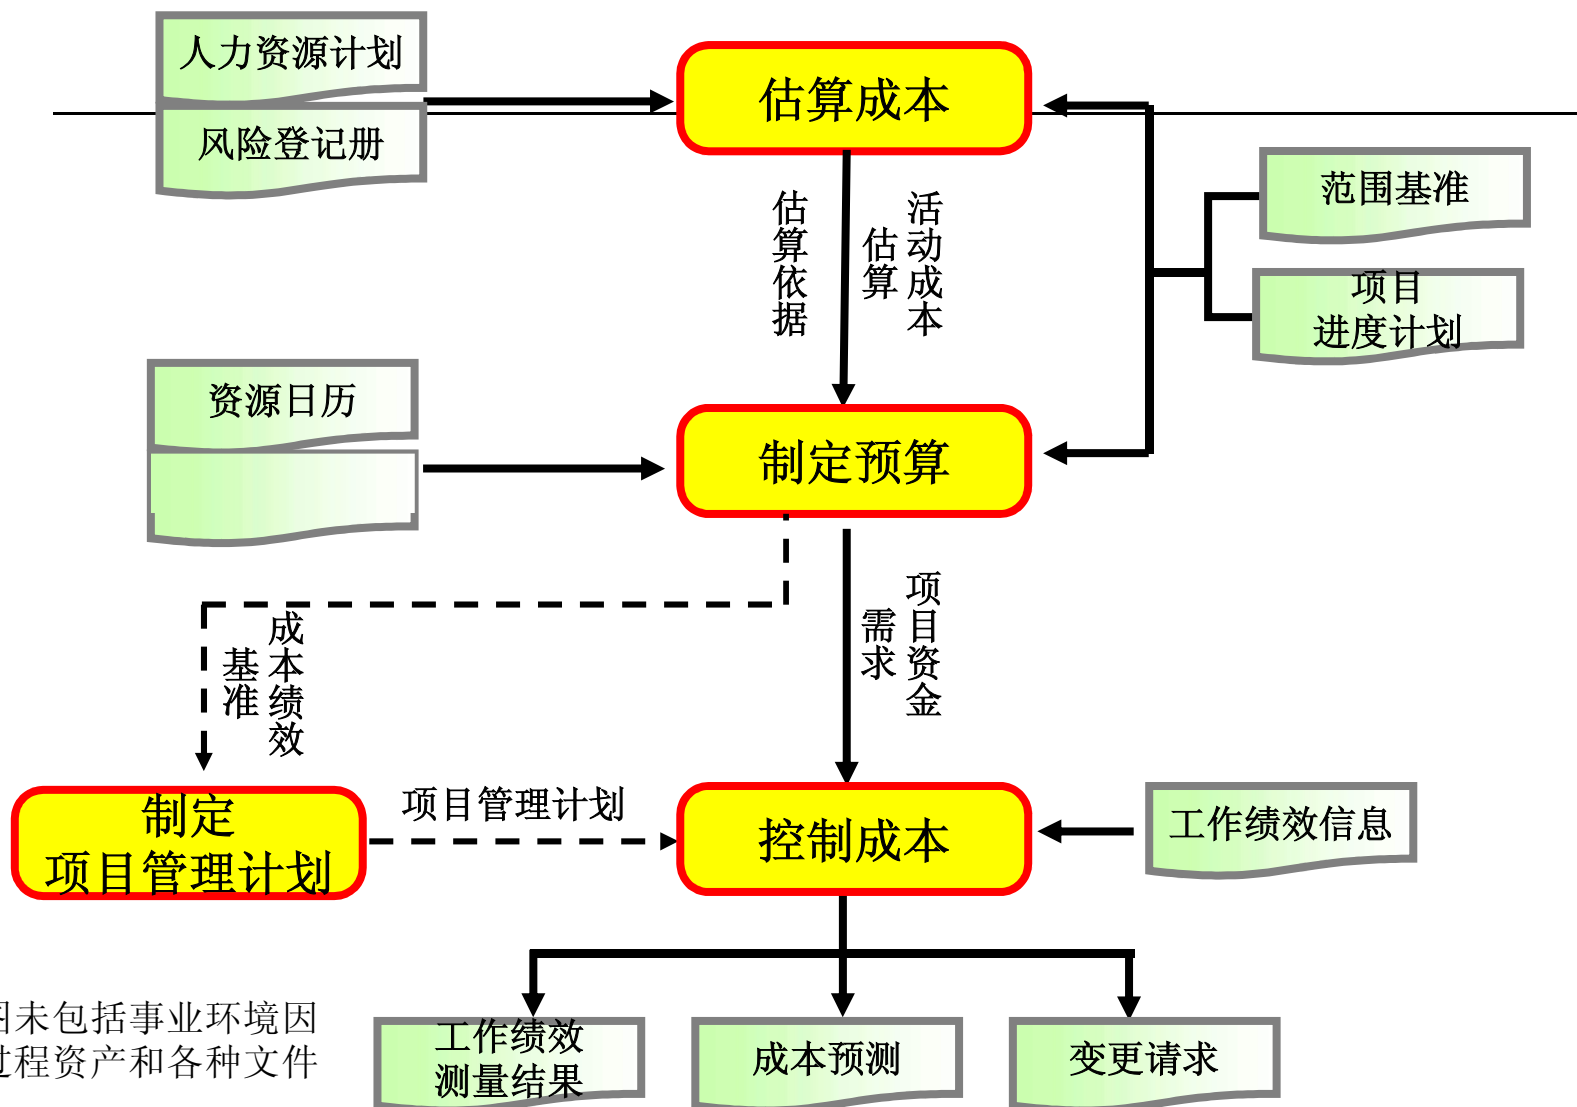 人力资源计划
风险登记册
估算成本
范围基准
项目
进度计划
估算依据
活动成本
估算
资源日历
制定预算
成本绩效
基准
项目资金
需求
制定
项目管理计划
项目管理计划
控制成本
工作绩效信息
图未包括事业环境因
过程资产和各种文件
工作绩效
测量结果
成本预测
变更请求